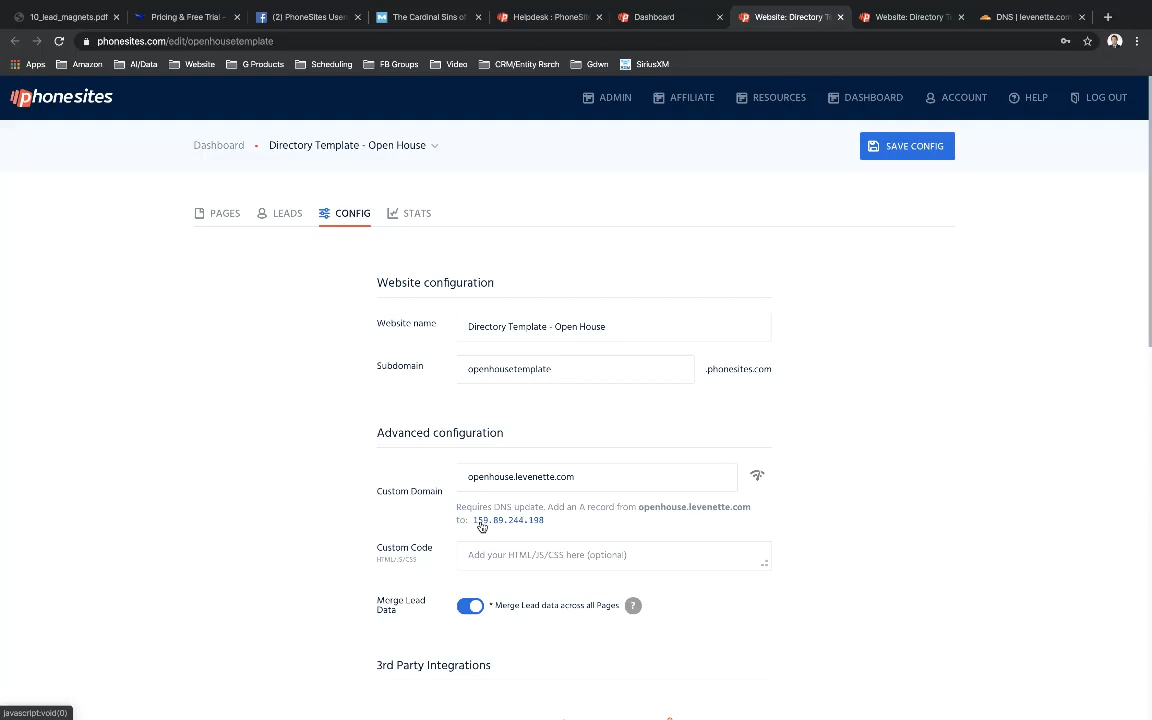 10_lead_magnets.pdf
Pricing & Free Trial -
(2) PhoneSites User
The Cardinal Sins of
Helpdesk : PhoneSit
Dashboard
Website: Directory T
Website: Directory T
DNS | levenette.com
phonesites.com/edit/openhousetemplate
Apps Amazon AI/Data Website G Products Scheduling FB Groups Video CRM/Entity Rsrch Gdwn SiriusXM
phonesites ADMIN AFFILIATE RESOURCES DASHBOARD ACCOUNT HELP LOG OUT
Dashboard • Directory Template - Open House SAVE CONFIG
PAGES LEADS CONFIG STATS
Website configuration
Website name Directory Template - Open House
Subdomain openhousetemplate .phonesites.com
Advanced configuration
openhouse.levenette.com
Custom Domain
Requires DNS update. Add an A record from openhouse.levenette.com
to: 159.89.244.198
Custom Code
HTML/JS/CSS
Add your HTML/JS/CSS here (optional)
Merge Lead
Data
* Merge Lead data across all Pages ?
3rd Party Integrations
javascript:void(0)